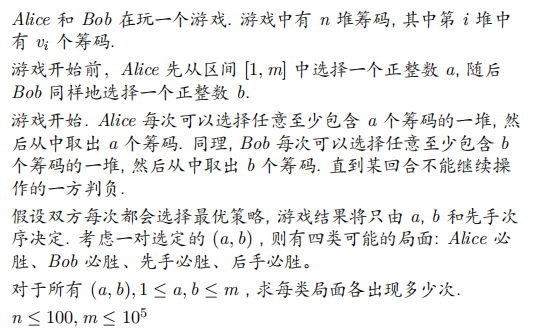 Alice 和 Bob 在玩一个游戏. 游戏中有 n 堆筹码, 其中第 i 堆中
有 v_i 个筹码.
游戏开始前, Alice 先从区间 [1, m] 中选择一个正整数 a, 随后
Bob 同样地选择一个正整数 b.
游戏开始. Alice 每次可以选择任意至少包含 a 个筹码的一堆, 然
后从中取出 a 个筹码. 同理, Bob 每次可以选择任意至少包含 b
个筹码的一堆, 然后从中取出 b 个筹码. 直到某回合不能继续操
作的一方判负.
假设双方每次都会选择最优策略, 游戏结果将只由 a, b 和先手次
序决定. 考虑一对选定的 (a, b) , 则有四类可能的局面: Alice 必
胜、Bob 必胜、先手必胜、后手必胜。
对于所有 (a, b), 1 ≤ a, b ≤ m , 求每类局面各出现多少次.
n ≤ 100, m ≤ 10^5